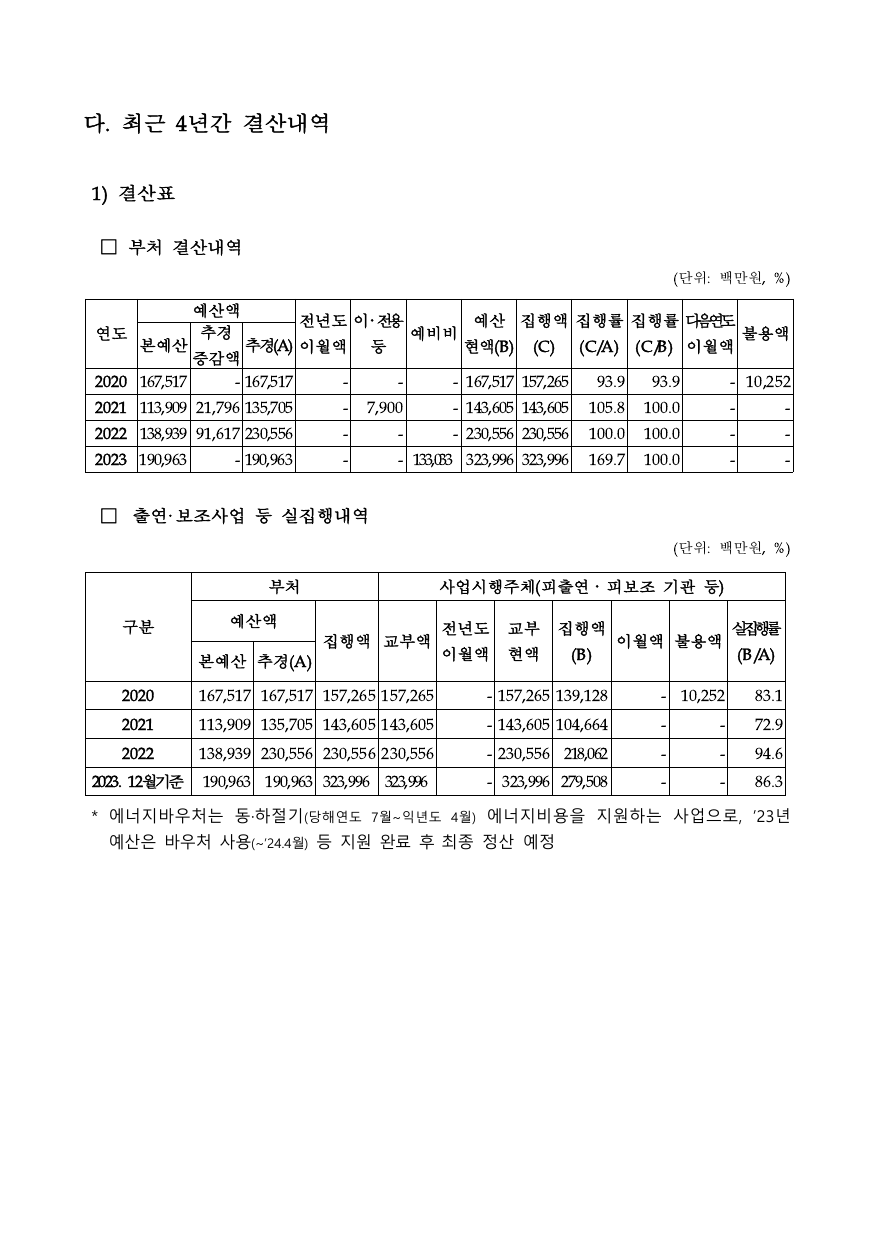 다. 최근 4년간 결산내역
1) 결산표
□ 부처 결산내역
(단위: 백만원, %)
연도 예산액 전년도 이월액 이·전용 등 예비비 예산 현액(B) 집행액 (C) 집행률 (C/A) 집행률 (C/B) 다음연도 이월액 불용액
본예산 추경 증감액 추경(A)
2020 167,517 - 167,517 - - - 167,517 157,265 93.9 93.9 - 10,252
2021 113,909 21,796 135,705 - 7,900 - 143,605 143,605 105.8 100.0 - -
2022 138,939 91,617 230,556 - - - 230,556 230,556 100.0 100.0 - -
2023 190,963 - 190,963 - - 133,033 323,996 323,996 169.7 100.0 - -
□ 출연·보조사업 등 실집행내역
(단위: 백만원, %)
구분 부처 사업시행주체(피출연·피보조 기관 등)
예산액 집행액 교부액 전년도 이월액 교부 현액 집행액 (B) 이월액 불용액 실집행률 (B/A)
본예산 추경(A)
2020 167,517 167,517 157,265 157,265 - 157,265 139,128 - 10,252 83.1
2021 113,909 135,705 143,605 143,605 - 143,605 104,664 - - 72.9
2022 138,939 230,556 230,556 230,556 - 230,556 218,062 - - 94.6
2023. 12월기준 190,963 190,963 323,996 323,996 - 323,996 279,508 - - 86.3
* 에너지바우처는 동·하절기(당해연도 7월~익년도 4월) 에너지비용을 지원하는 사업으로, ’23년
예산은 바우처 사용(~’24.4월) 등 지원 완료 후 최종 정산 예정